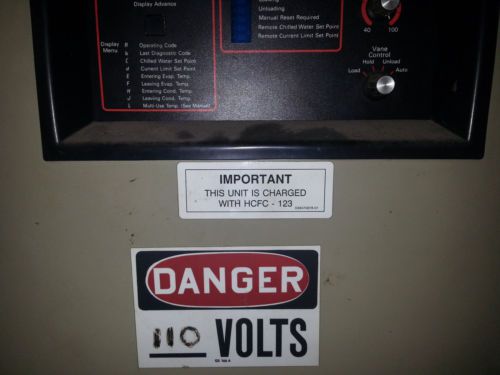 Display Advance
Unloading
Manual Reset Required
Remote Chilled Water Set Point
Remote Current Limit Set Point
40 100
Vane
Control
Hold Unload
Load Auto
Display
Menu
Operating Code
Last Diagnostic Code
C Chilled Water Set Point
Current Limit Set Point
E Entering Evap. Temp.
F Leaving Evap. Temp.
H Entering Cond. Temp.
J Leaving Cond. Temp.
L Multi-Use Temp. (See Manual)
IMPORTANT
THIS UNIT IS CHARGED
WITH HCFC - 123
DANGER
110 VOLTS